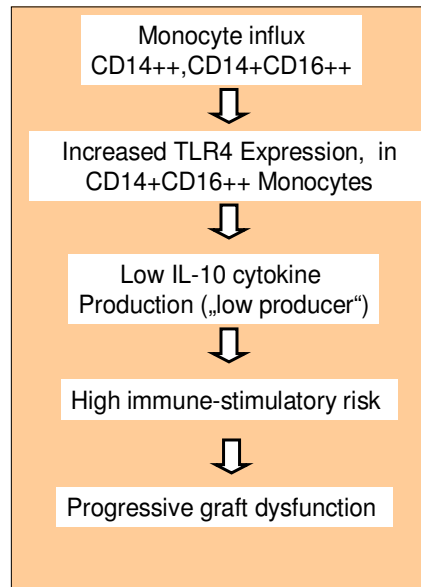 Monocyte influx
CD14++,CD14+CD16++
Increased TLR4 Expression, in
CD14+CD16++ Monocytes
Low IL-10 cytokine
Production („low producer“)
High immune-stimulatory risk
Progressive graft dysfunction